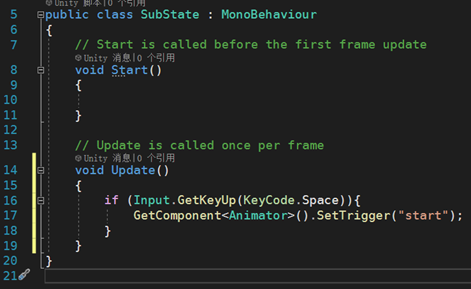 Unity 脚本|0 个引用
5 public class SubState : MonoBehaviour
6 {
7 // Start is called before the first frame update
Unity 消息|0 个引用
8 void Start()
9 {
10
11 }
12
13 // Update is called once per frame
Unity 消息|0 个引用
14 void Update()
15 {
16 if (Input.GetKeyUp(KeyCode.Space)){
17 GetComponent<Animator>().SetTrigger("start");
18 }
19 }
20 }
21